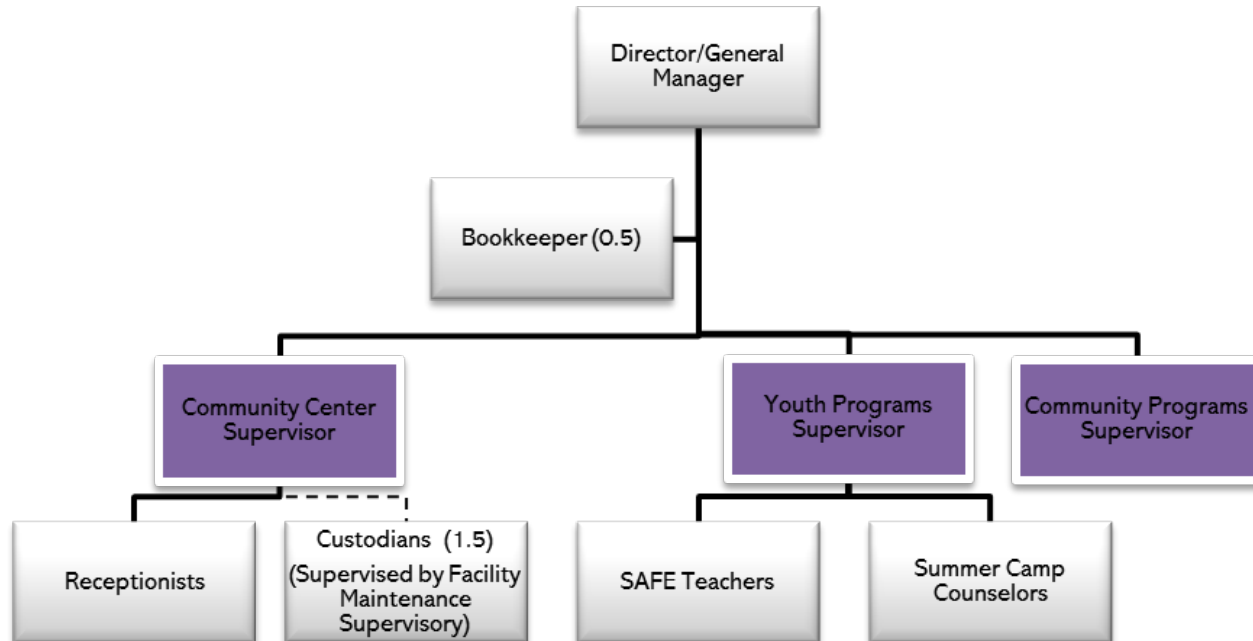 Director/General
Manager
Bookkeeper (0.5)
Community Center
Supervisor
Youth Programs
Supervisor
Community Programs
Supervisor
Receptionists
Custodians (1.5)
(Supervised by Facility
Maintenance
Supervisory)
SAFE Teachers
Summer Camp
Counselors